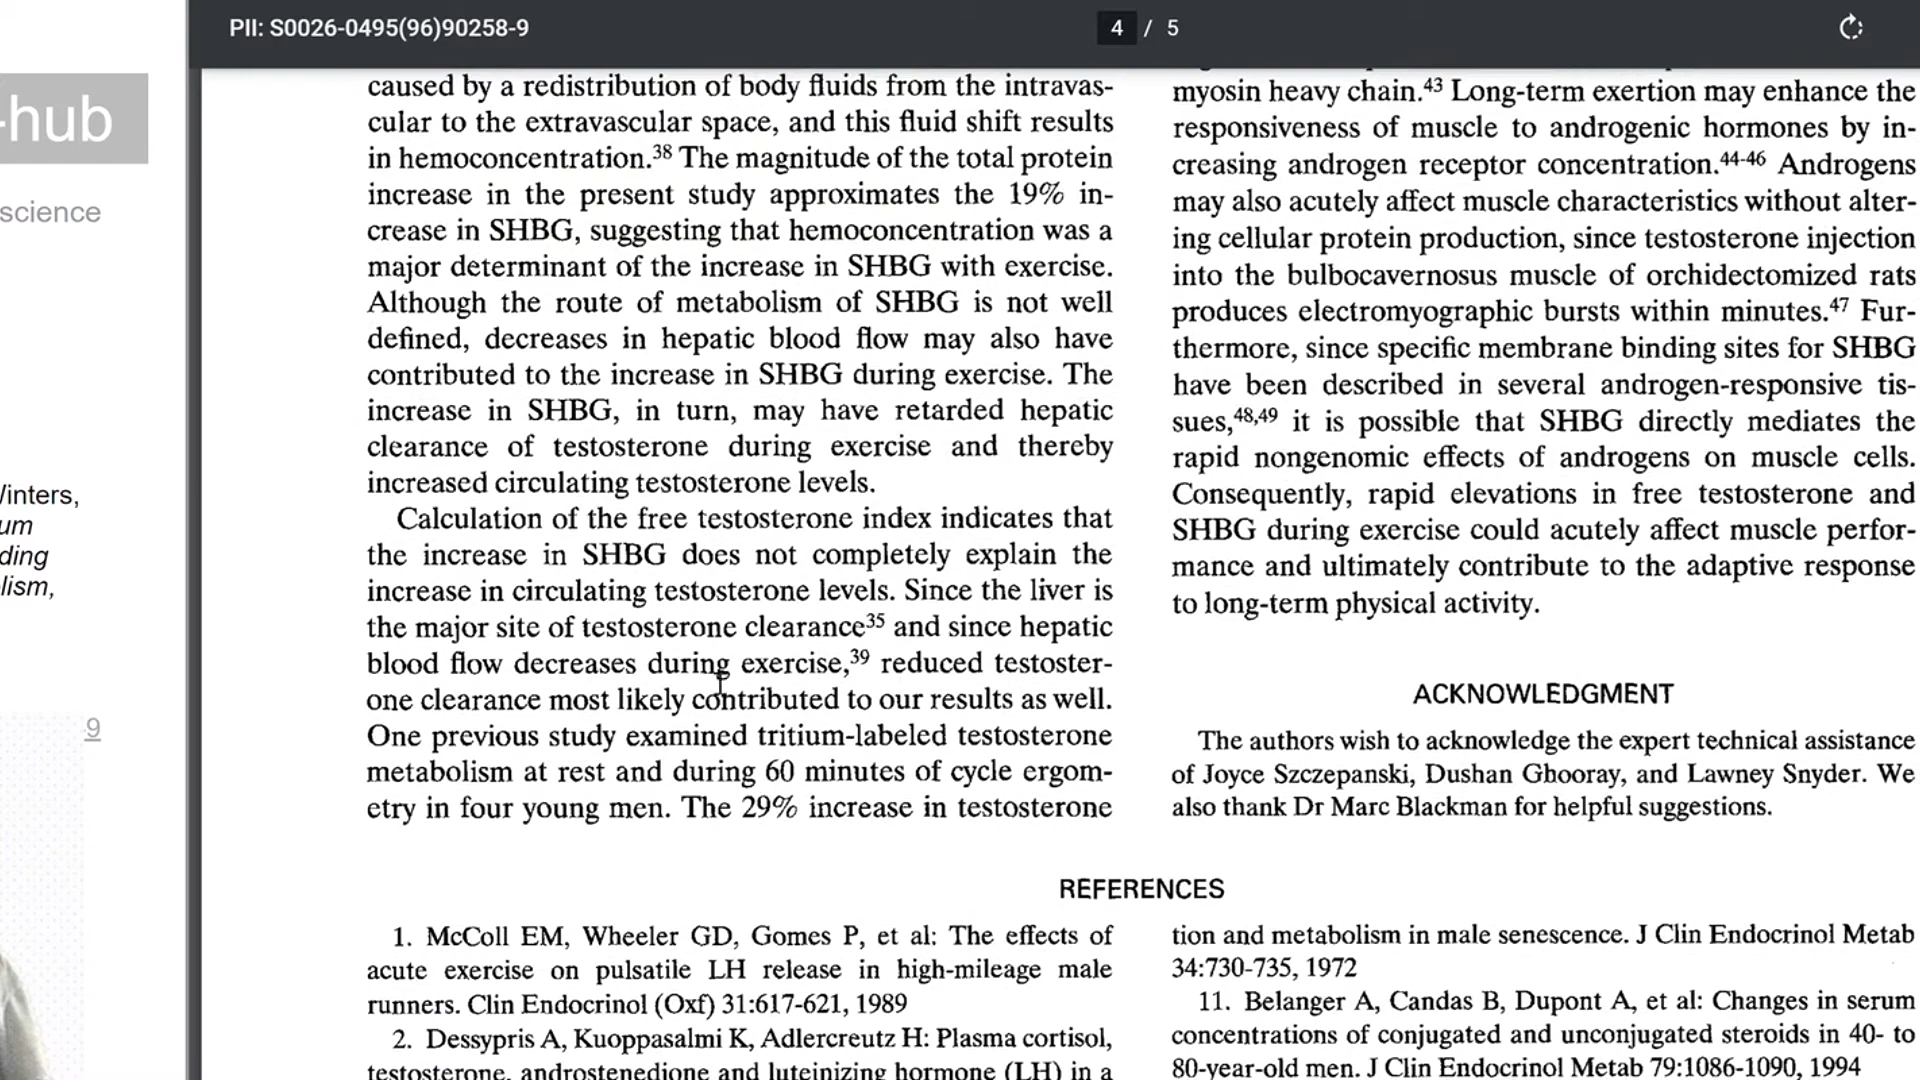 PII: S0026-0495(96)90258-9
4 / 5
-hub
science
Vinters,
um
ding
lism,
9
caused by a redistribution of body fluids from the intravas-
cular to the extravascular space, and this fluid shift results
in hemoconcentration.38 The magnitude of the total protein
increase in the present study approximates the 19% in-
crease in SHBG, suggesting that hemoconcentration was a
major determinant of the increase in SHBG with exercise.
Although the route of metabolism of SHBG is not well
defined, decreases in hepatic blood flow may also have
contributed to the increase in SHBG during exercise. The
increase in SHBG, in turn, may have retarded hepatic
clearance of testosterone during exercise and thereby
increased circulating testosterone levels.
Calculation of the free testosterone index indicates that
the increase in SHBG does not completely explain the
increase in circulating testosterone levels. Since the liver is
the major site of testosterone clearance35 and since hepatic
blood flow decreases during exercise,39 reduced testoster-
one clearance most likely contributed to our results as well.
One previous study examined tritium-labeled testosterone
metabolism at rest and during 60 minutes of cycle ergom-
etry in four young men. The 29% increase in testosterone
myosin heavy chain.43 Long-term exertion may enhance the
responsiveness of muscle to androgenic hormones by in-
creasing androgen receptor concentration.44-46 Androgens
may also acutely affect muscle characteristics without alter-
ing cellular protein production, since testosterone injection
into the bulbocavernosus muscle of orchidectomized rats
produces electromyographic bursts within minutes.47 Fur-
thermore, since specific membrane binding sites for SHBG
have been described in several androgen-responsive tis-
sues,48,49 it is possible that SHBG directly mediates the
rapid nongenomic effects of androgens on muscle cells.
Consequently, rapid elevations in free testosterone and
SHBG during exercise could acutely affect muscle perfor-
mance and ultimately contribute to the adaptive response
to long-term physical activity.
ACKNOWLEDGMENT
The authors wish to acknowledge the expert technical assistance
of Joyce Szczepanski, Dushan Ghooray, and Lawney Snyder. We
also thank Dr Marc Blackman for helpful suggestions.
REFERENCES
1. McColl EM, Wheeler GD, Gomes P, et al: The effects of
acute exercise on pulsatile LH release in high-mileage male
runners. Clin Endocrinol (Oxf) 31:617-621, 1989
2. Dessypris A, Kuoppasalmi K, Adlercreutz H: Plasma cortisol,
testosterone, androstenedione and luteinizing hormone (LH) in a
tion and metabolism in male senescence. J Clin Endocrinol Metab
34:730-735, 1972
11. Belanger A, Candas B, Dupont A, et al: Changes in serum
concentrations of conjugated and unconjugated steroids in 40- to
80-year-old men. J Clin Endocrinol Metab 79:1086-1090, 1994